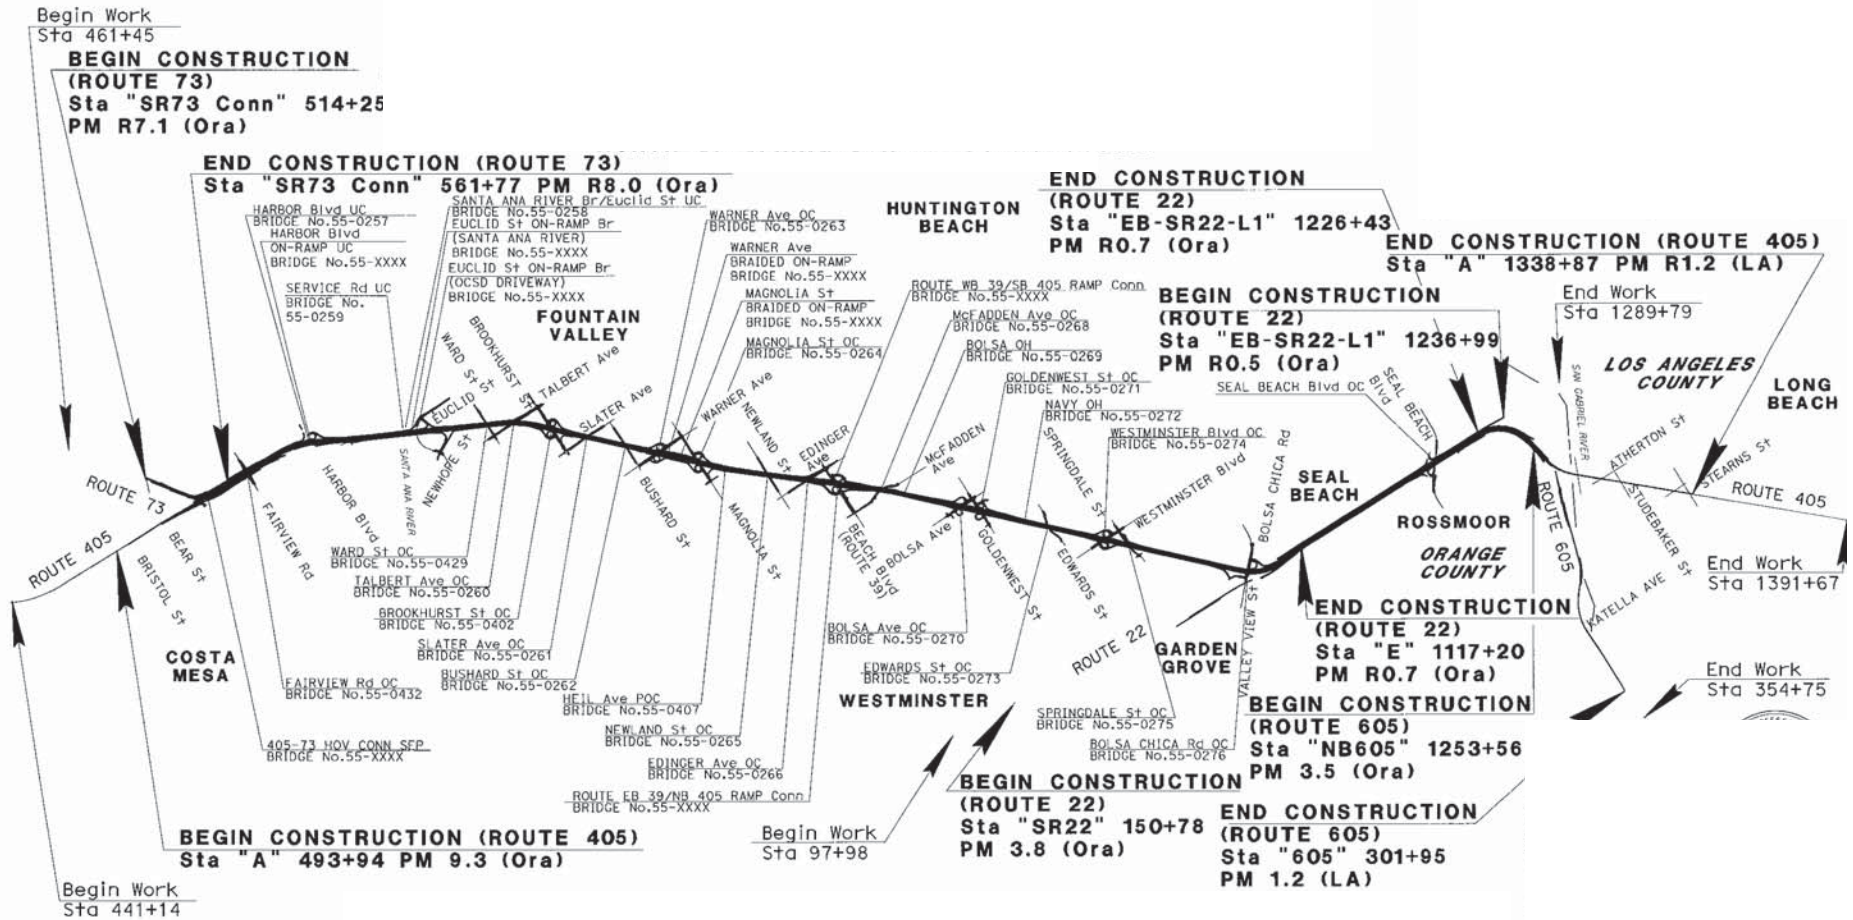 Begin Work
Sta 461+45
BEGIN CONSTRUCTION
(ROUTE 73)
Sta "SR73 Conn" 514+25
PM R7.1 (Ora)
END CONSTRUCTION (ROUTE 73)
Sta "SR73 Conn" 561+77 PM R8.0 (Ora)
HARBOR Blvd UC
BRIDGE No.55-0257
HARBOR Blvd
ON-RAMP UC
BRIDGE No.55-XXXX
SERVICE Rd UC
BRIDGE No.
55-0259
SANTA ANA RIVER Br/Euclid St UC
BRIDGE No.55-0258
EUCLID St ON-RAMP Br
(SANTA ANA RIVER)
BRIDGE No.55-XXXX
EUCLID St ON-RAMP Br
(OCSD DRIVEWAY)
BRIDGE No.55-XXXX
FOUNTAIN
VALLEY
WARNER Ave OC
BRIDGE No.55-0263
WARNER Ave
BRAIDED ON-RAMP
BRIDGE No.55-XXXX
MAGNOLIA St
BRAIDED ON-RAMP
BRIDGE No.55-XXXX
MAGNOLIA St OC
BRIDGE No.55-0264
HUNTINGTON
BEACH
ROUTE WB 39/SB 405 RAMP Conn
BRIDGE No.55-XXXX
McFADDEN Ave OC
BRIDGE No.55-0268
BOLSA OH
BRIDGE No.55-0269
GOLDENWEST St OC
BRIDGE No.55-0271
NAVY OH
BRIDGE No.55-0272
WESTMINSTER Blvd OC
BRIDGE No.55-0274
END CONSTRUCTION
(ROUTE 22)
Sta "EB-SR22-L1" 1226+43
PM R0.7 (Ora)
BEGIN CONSTRUCTION
(ROUTE 22)
Sta "EB-SR22-L1" 1236+99
PM R0.5 (Ora)
SEAL BEACH Blvd OC
END CONSTRUCTION (ROUTE 405)
Sta "A" 1338+87 PM R1.2 (LA)
End Work
Sta 1289+79
LOS ANGELES
COUNTY
LONG
BEACH
ROUTE 73
ROUTE 405
BEAR St
BRISTOL St
FAIRVIEW Rd
HARBOR Blvd
SANTA ANA RIVER
NEWHOPE St
EUCLID St
WARD St
BROOKHURST St
TALBERT Ave
SLATER Ave
BUSHARD St
WARNER Ave
MAGNOLIA St
NEWLAND St
EDINGER
Ave
BEACH Blvd
(ROUTE 39)
McFADDEN
Ave
BOLSA Ave
GOLDENWEST St
SPRINGDALE St
EDWARDS St
WESTMINSTER Blvd
BOLSA CHICA Rd
VALLEY VIEW St
ROUTE 22
SEAL BEACH
Blvd
SEAL
BEACH
ROSSMOOR
ORANGE
COUNTY
ROUTE 605
SAN GABRIEL RIVER
ATHERTON St
STUDEBAKER St
STEARNS St
ROUTE 405
KATELLA AVE
End Work
Sta 1391+67
End Work
Sta 354+75
COSTA
MESA
WARD St OC
BRIDGE No.55-0429
TALBERT Ave OC
BRIDGE No.55-0260
BROOKHURST St OC
BRIDGE No.55-0402
SLATER Ave OC
BRIDGE No.55-0261
BUSHARD St OC
BRIDGE No.55-0262
FAIRVIEW Rd OC
BRIDGE No.55-0432
405-73 HOV CONN SEP
BRIDGE No.55-XXXX
HEIL Ave POC
BRIDGE No.55-0407
NEWLAND St OC
BRIDGE No.55-0265
EDINGER Ave OC
BRIDGE No.55-0266
ROUTE EB 39/NB 405 RAMP Conn
BRIDGE No.55-XXXX
BOLSA Ave OC
BRIDGE No.55-0270
EDWARDS St OC
BRIDGE No.55-0273
WESTMINSTER
GARDEN
GROVE
SPRINGDALE St OC
BRIDGE No.55-0275
BOLSA CHICA Rd OC
BRIDGE No.55-0276
END CONSTRUCTION
(ROUTE 22)
Sta "E" 1117+20
PM R0.7 (Ora)
BEGIN CONSTRUCTION
(ROUTE 605)
Sta "NB605" 1253+56
PM 3.5 (Ora)
BEGIN CONSTRUCTION
(ROUTE 22)
Sta "SR22" 150+78
PM 3.8 (Ora)
END CONSTRUCTION
(ROUTE 605)
Sta "605" 301+95
PM 1.2 (LA)
Begin Work
Sta 97+98
BEGIN CONSTRUCTION (ROUTE 405)
Sta "A" 493+94 PM 9.3 (Ora)
Begin Work
Sta 441+14